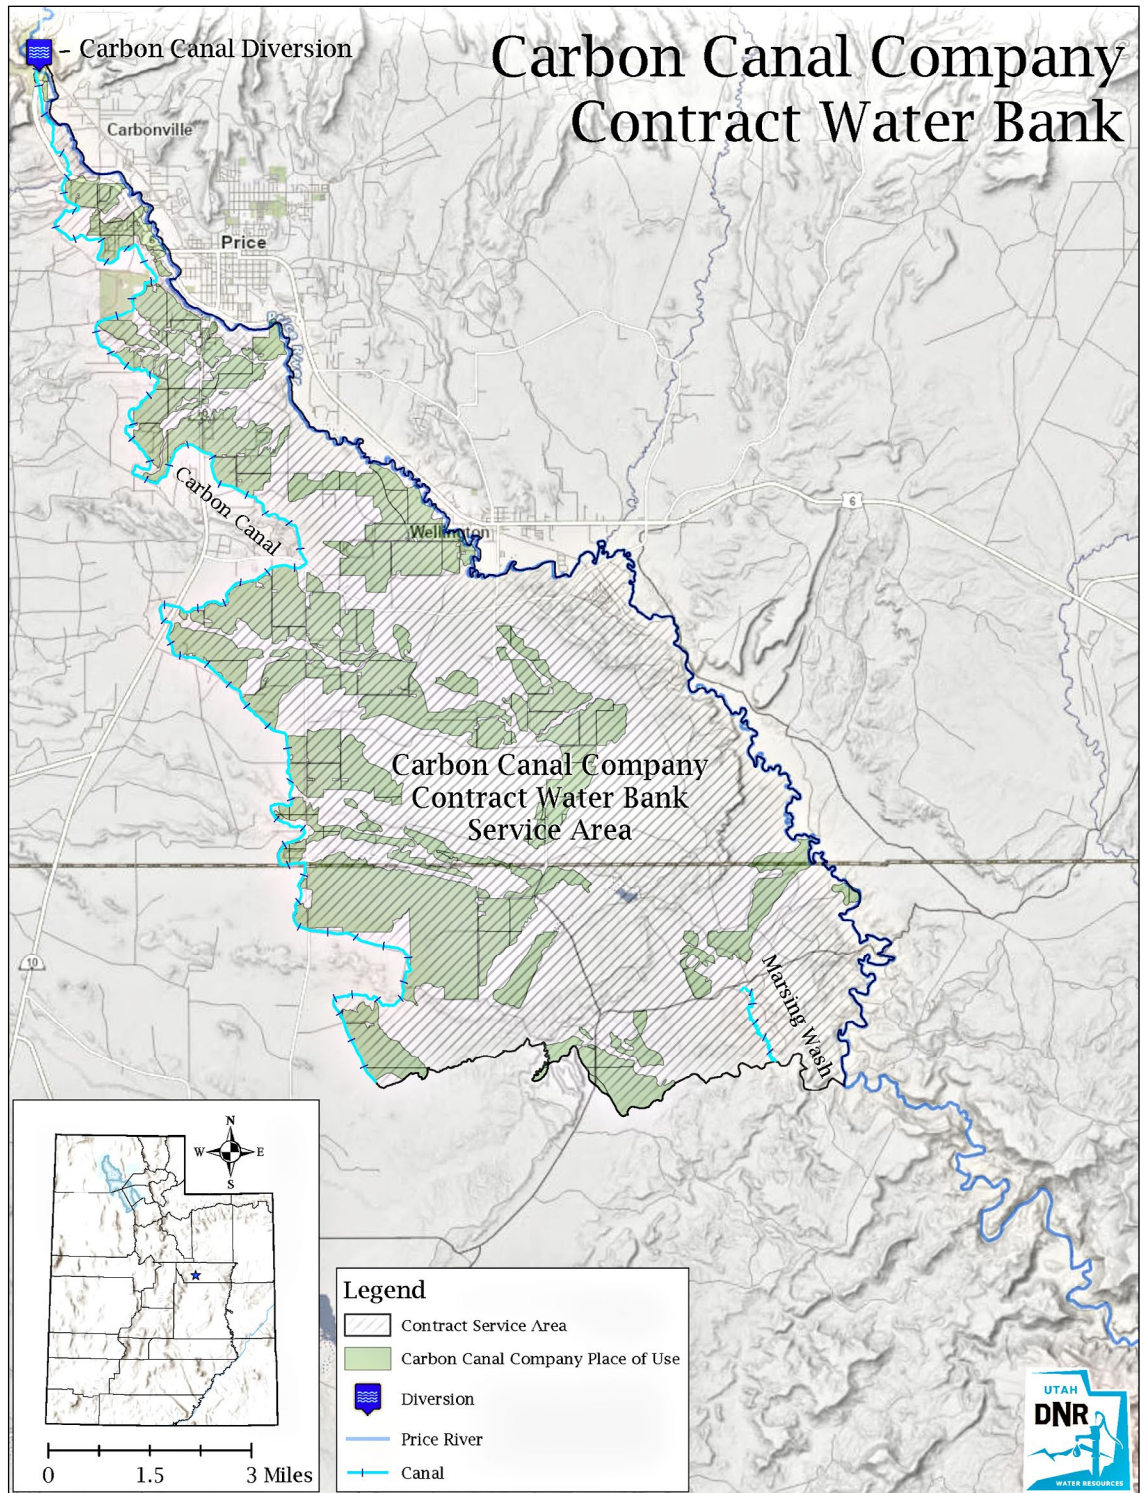 Carbon Canal Company
Contract Water Bank
– Carbon Canal Diversion
Carbonville
Price
Carbon Canal
Wellington
6
Carbon Canal Company
Contract Water Bank
Service Area
10
Marsing Wash
N
W E
S
0 1.5 3 Miles
Legend
Contract Service Area
Carbon Canal Company Place of Use
Diversion
Price River
Canal
UTAH
DNR
WATER RESOURCES